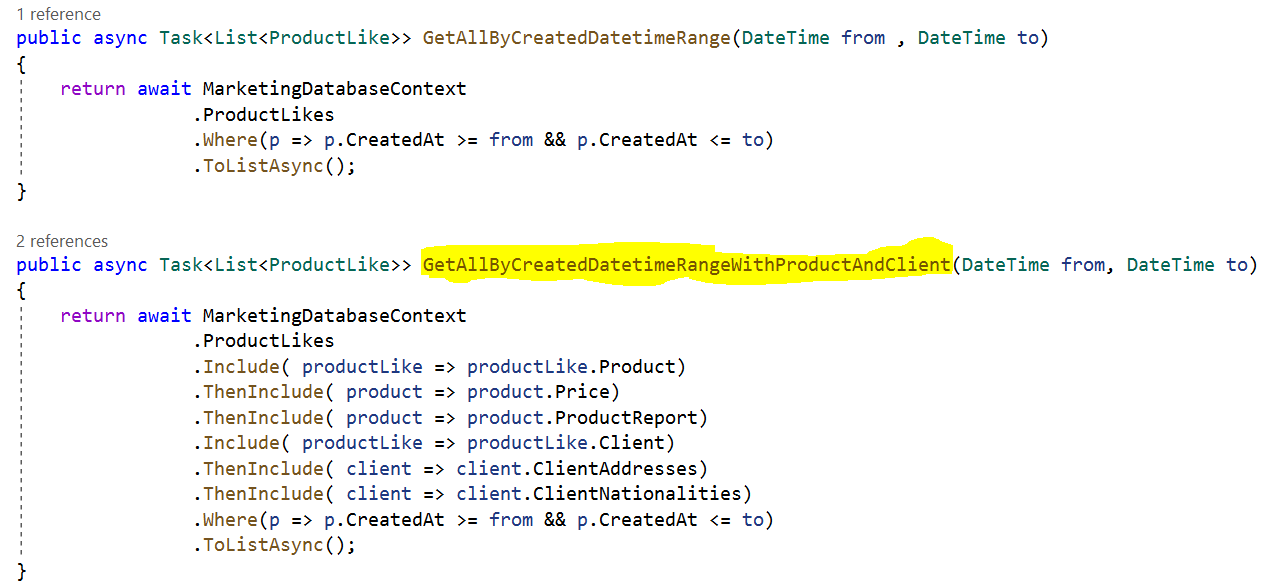 1 reference
public async Task<List<ProductLike>> GetAllByCreatedDatetimeRange(DateTime from , DateTime to)
{
return await MarketingDatabaseContext
.ProductLikes
.Where(p => p.CreatedAt >= from && p.CreatedAt <= to)
.ToListAsync();
}
2 references
public async Task<List<ProductLike>> GetAllByCreatedDatetimeRangeWithProductAndClient(DateTime from, DateTime to)
{
return await MarketingDatabaseContext
.ProductLikes
.Include( productLike => productLike.Product)
.ThenInclude( product => product.Price)
.ThenInclude( product => product.ProductReport)
.Include( productLike => productLike.Client)
.ThenInclude( client => client.ClientAddresses)
.ThenInclude( client => client.ClientNationalities)
.Where(p => p.CreatedAt >= from && p.CreatedAt <= to)
.ToListAsync();
}